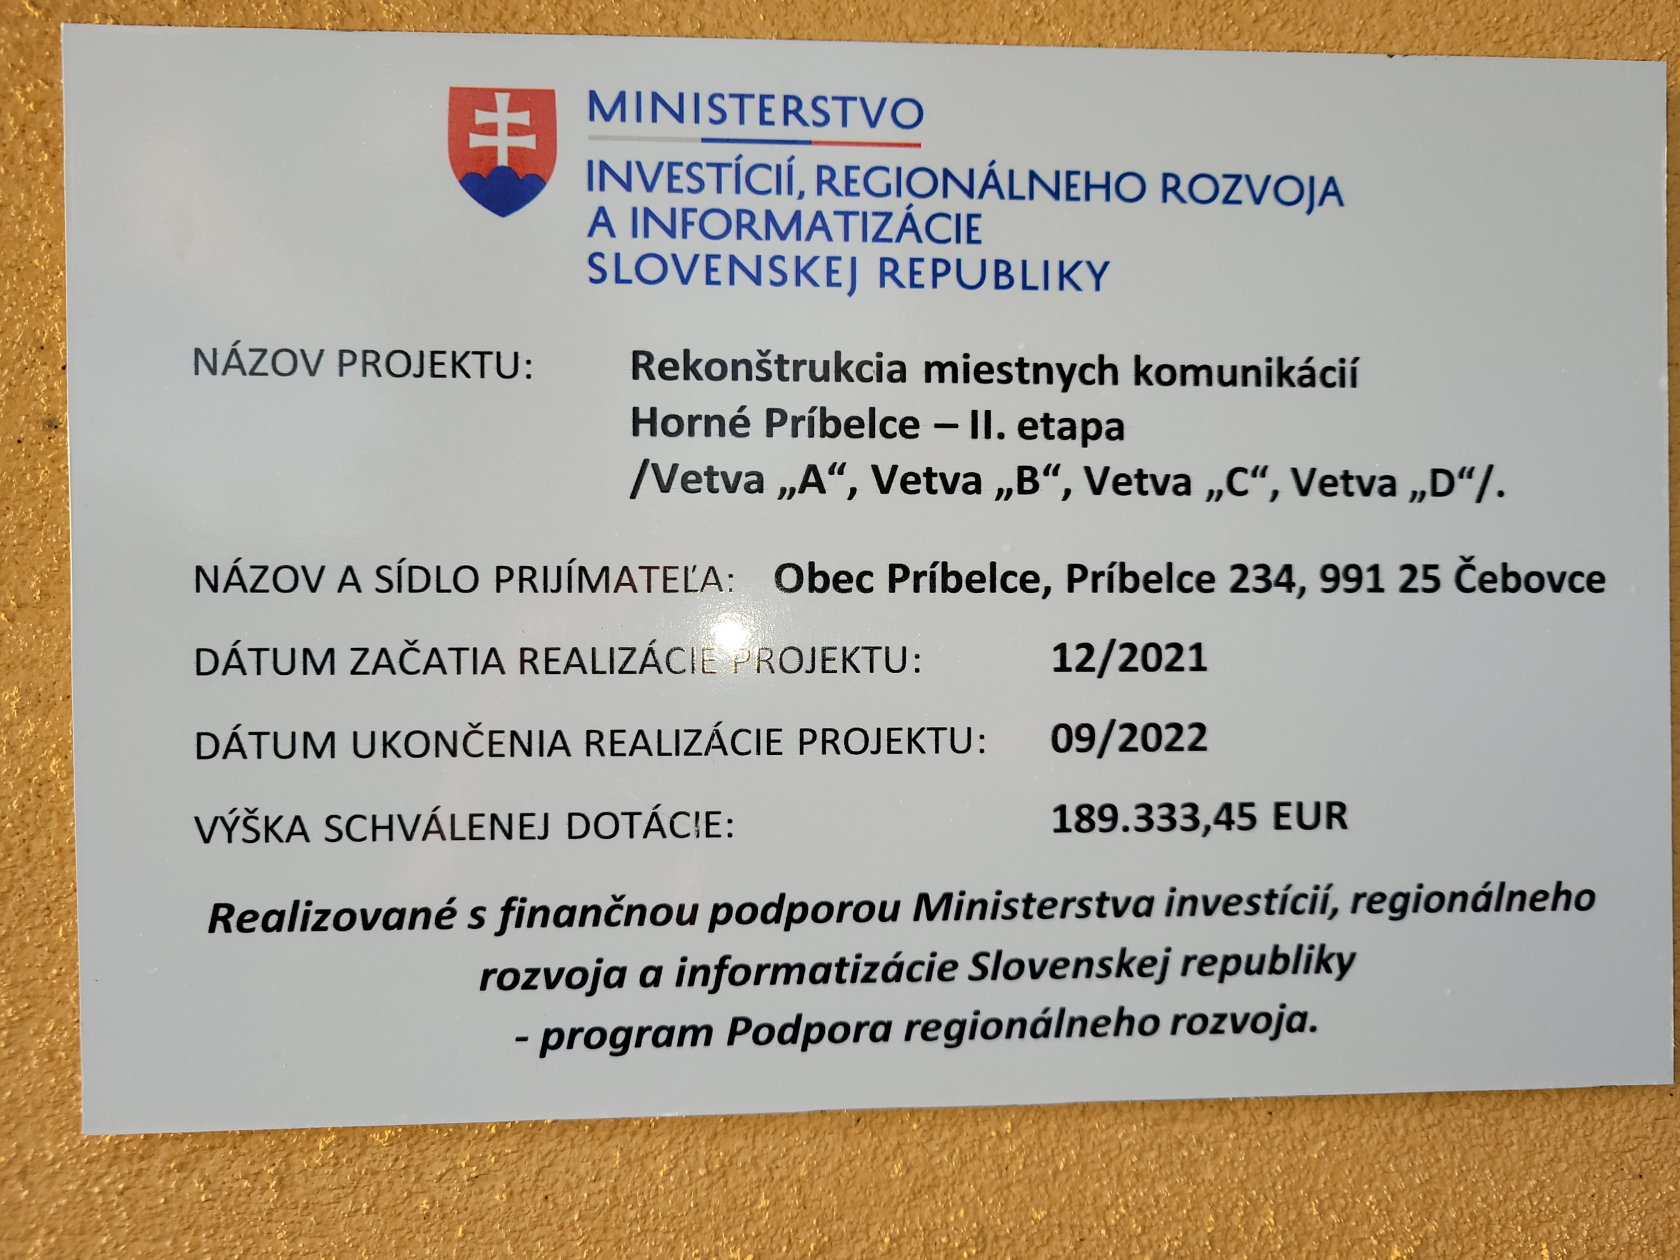 MINISTERSTVO
INVESTÍCIÍ, REGIONÁLNEHO ROZVOJA
A INFORMATIZÁCIE
SLOVENSKEJ REPUBLIKY
NÁZOV PROJEKTU: Rekonštrukcia miestnych komunikácií
Horné Príbelce – II. etapa
/Vetva „A“, Vetva „B“, Vetva „C“, Vetva „D“/.
NÁZOV A SÍDLO PRIJÍMATEĽA: Obec Príbelce, Príbelce 234, 991 25 Čebovce
DÁTUM ZAČATIA REALIZÁCIE PROJEKTU: 12/2021
DÁTUM UKONČENIA REALIZÁCIE PROJEKTU: 09/2022
VÝŠKA SCHVÁLENEJ DOTÁCIE: 189.333,45 EUR
Realizované s finančnou podporou Ministerstva investícií, regionálneho
rozvoja a informatizácie Slovenskej republiky
- program Podpora regionálneho rozvoja.